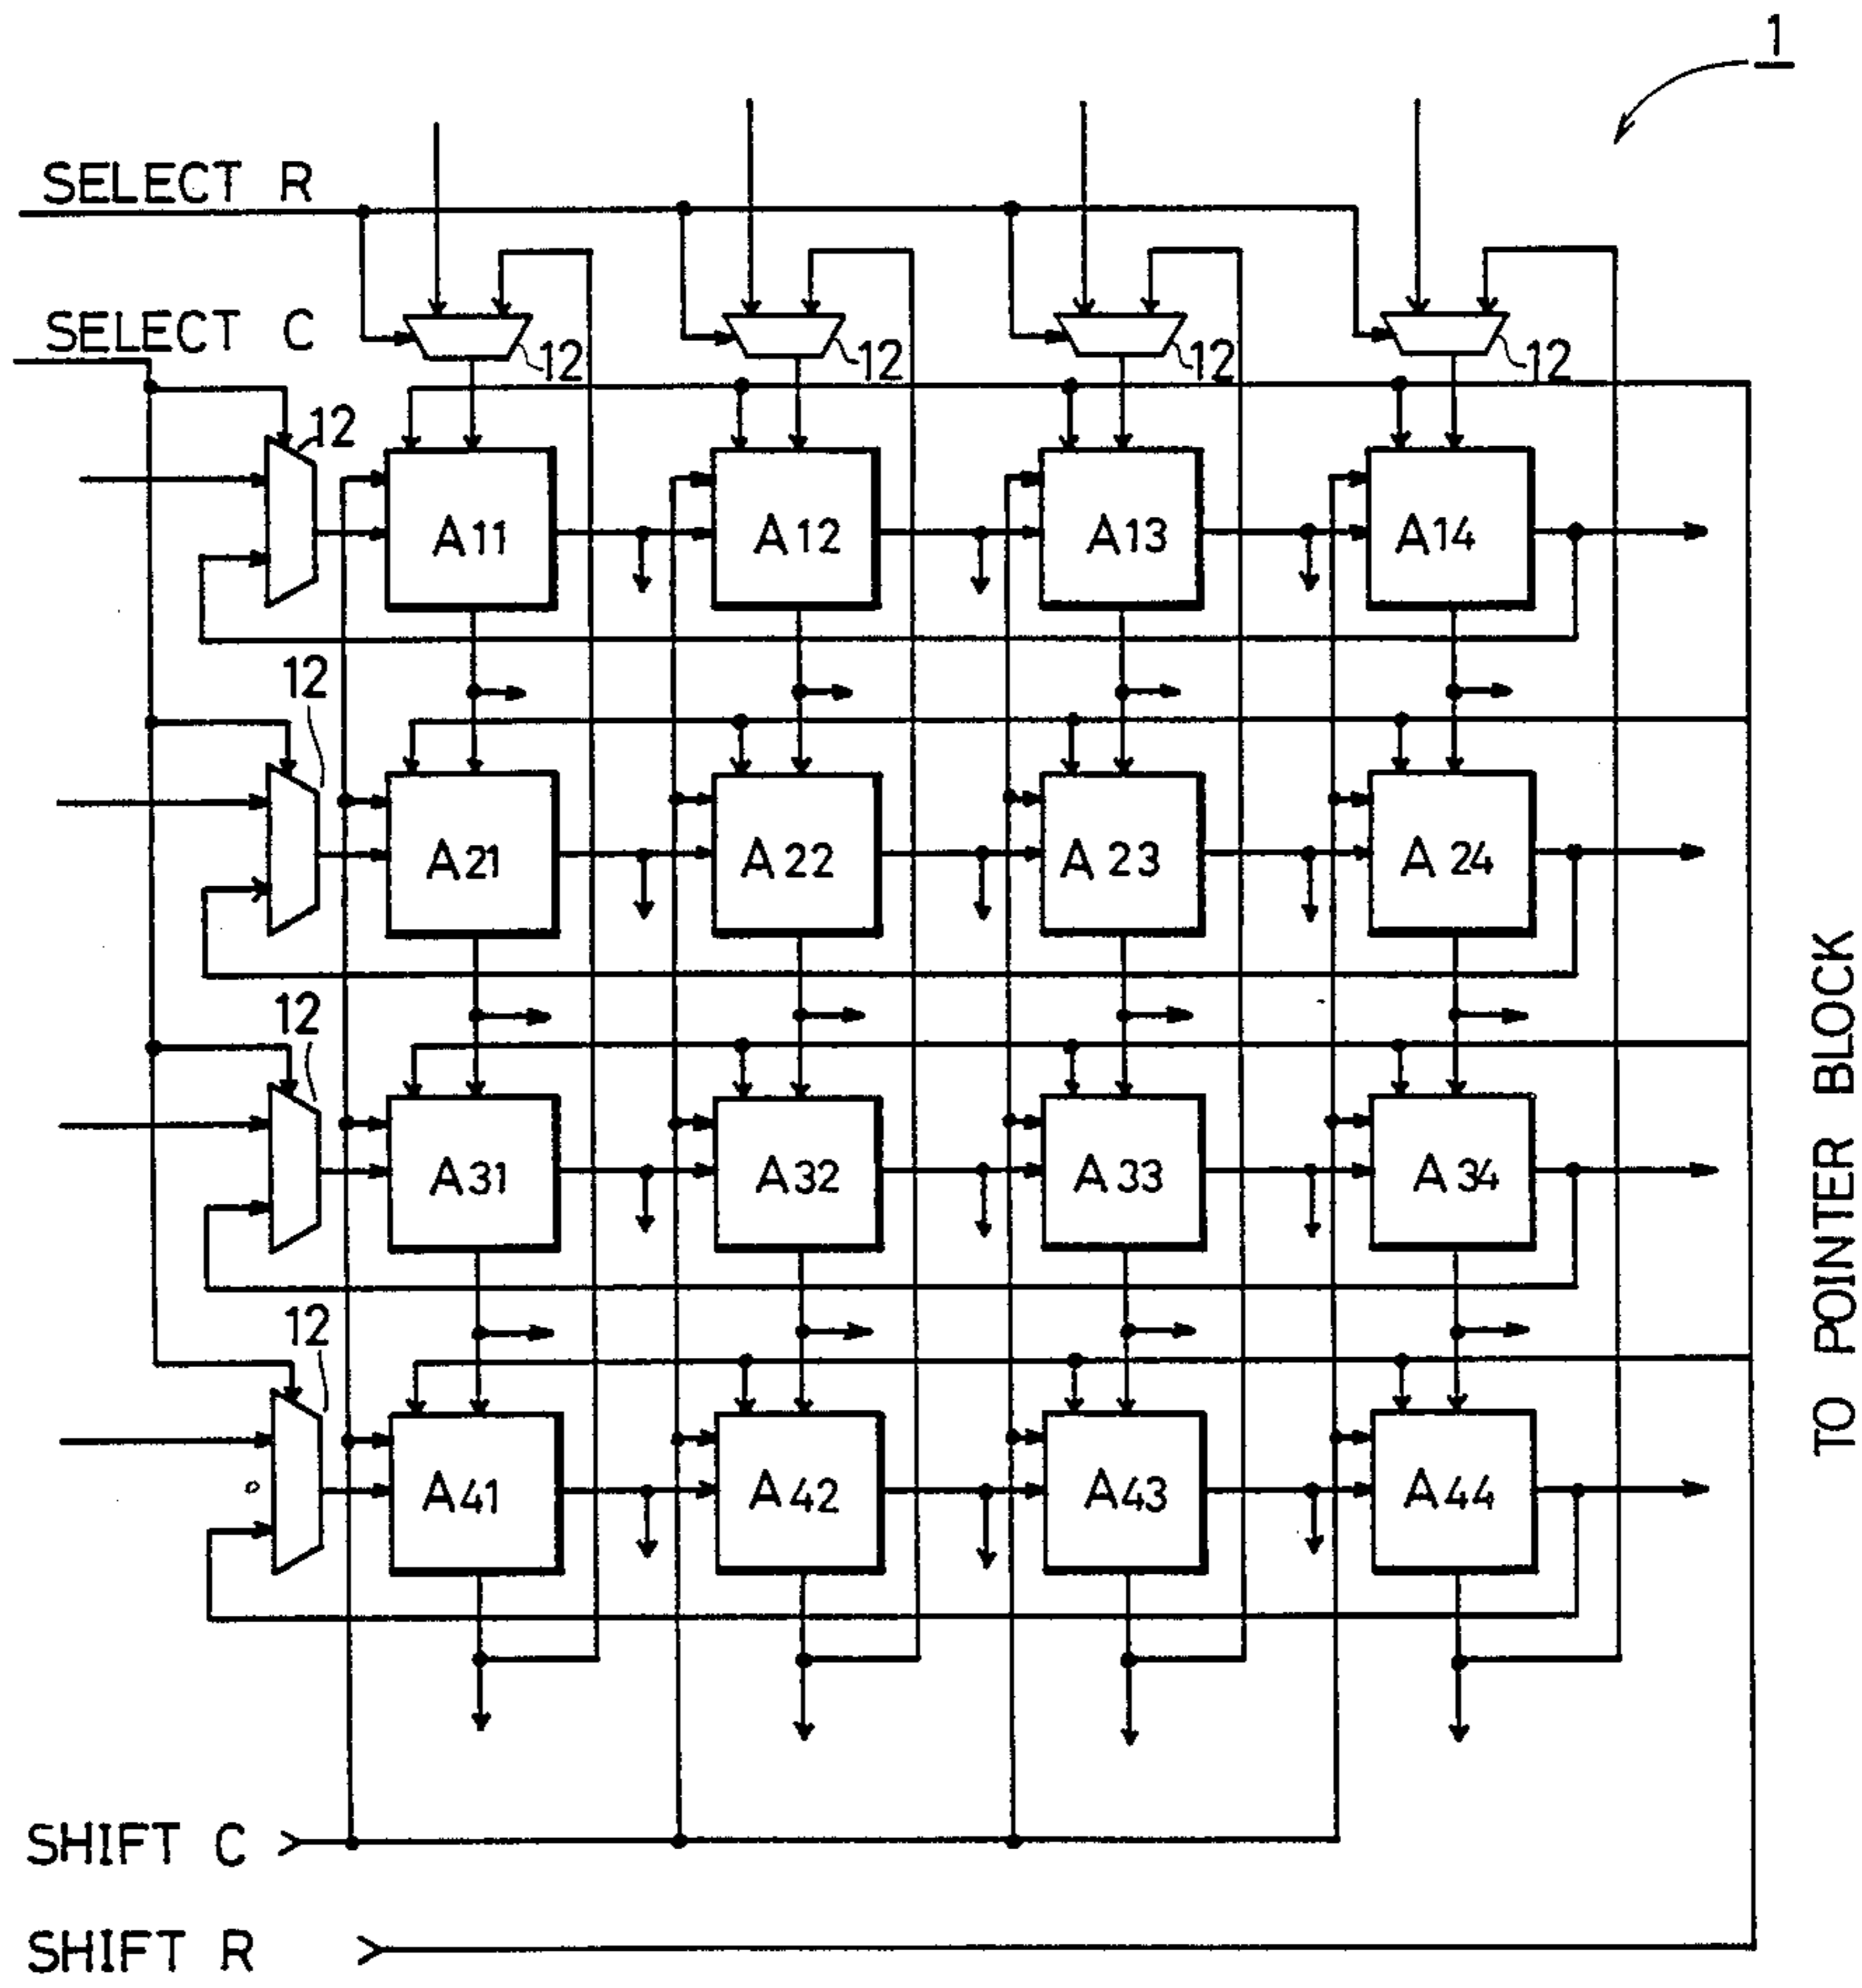 1
SELECT R
SELECT C
12 12 12 12
12
A11 A12 A13 A14
12
A21 A22 A23 A24
12
A31 A32 A33 A34
12
A41 A42 A43 A44
TO POINTER BLOCK
SHIFT C
SHIFT R